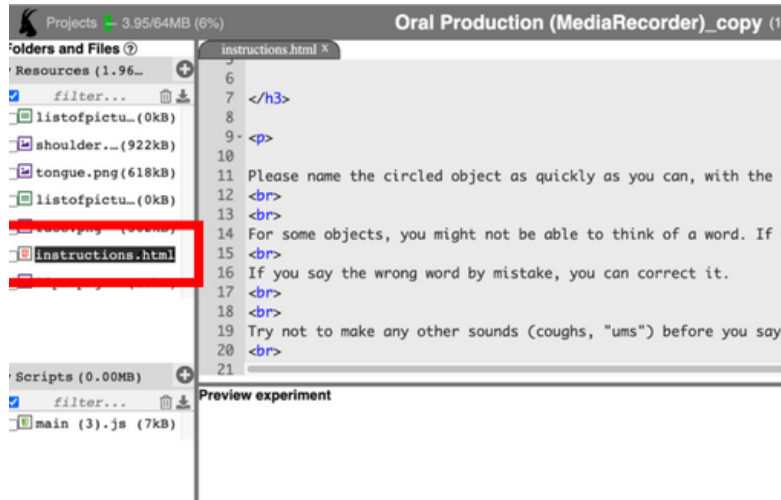 Projects 3.95/64MB (6%)
Oral Production (MediaRecorder)_copy
Folders and Files ?
Resources (1.96…
filter...
listofpictu…(0kB)
shoulder.…(922kB)
tongue.png(618kB)
listofpictu…(0kB)
instructions.html
Scripts (0.00MB)
filter...
main (3).js (7kB)
instructions.html x
6
7 </h3>
8
9 <p>
10
11 Please name the circled object as quickly as you can, with the
12 <br>
13 <br>
14 For some objects, you might not be able to think of a word. If
15 <br>
16 If you say the wrong word by mistake, you can correct it.
17 <br>
18 <br>
19 Try not to make any other sounds (coughs, "ums") before you say
20 <br>
21
Preview experiment